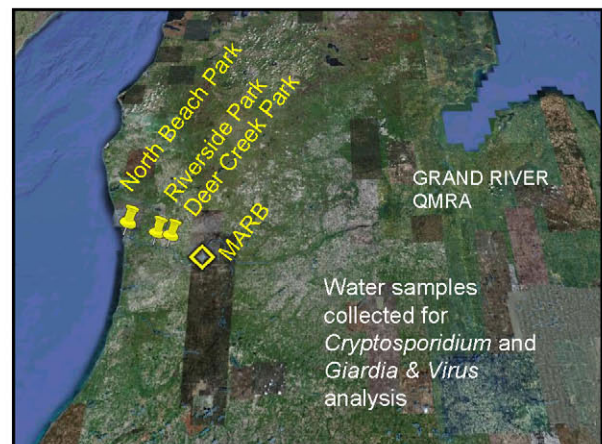 North Beach Park
Riverside Park
Deer Creek Park
MARB
GRAND RIVER
QMRA
Water samples
collected for
Cryptosporidium and
Giardia & Virus
analysis